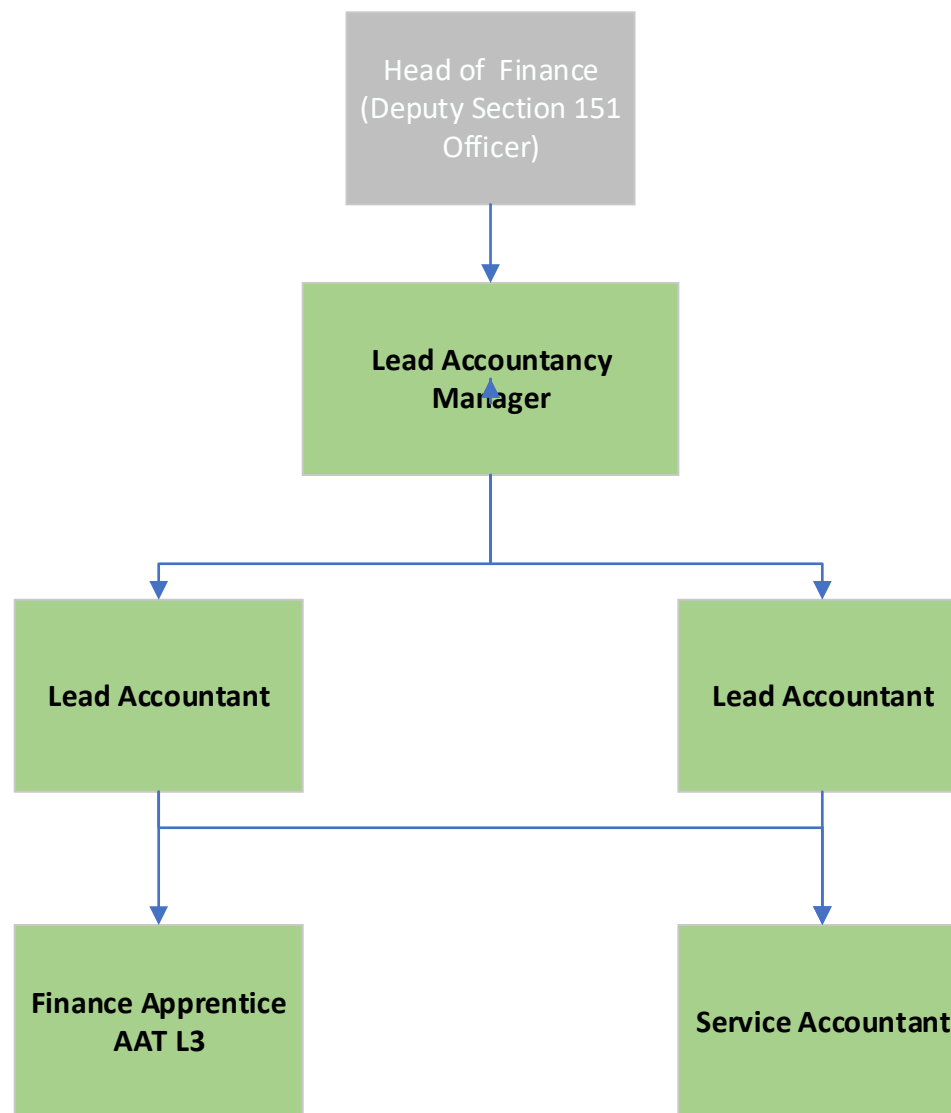 Head of  Finance
(Deputy Section 151
Officer)
Lead Accountancy
Manager
Lead Accountant
Lead Accountant
Finance Apprentice
AAT L3
Service Accountant